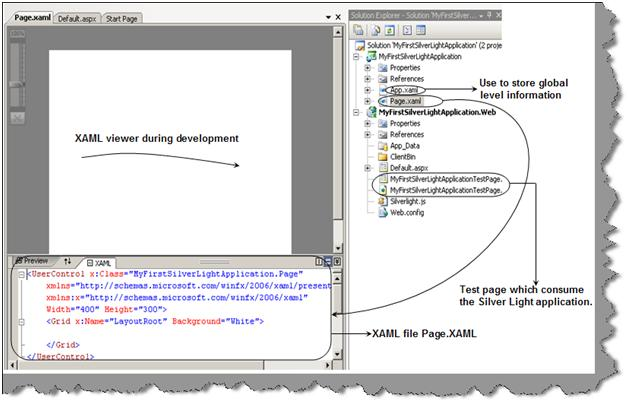 Page.xaml Default.aspx Start Page
100%
XAML viewer during development
Preview XAML
<UserControl x:Class="MyFirstSilverLightApplication.Page"
xmlns="http://schemas.microsoft.com/winfx/2006/xaml/present
xmlns:x="http://schemas.microsoft.com/winfx/2006/xaml"
Width="400" Height="300">
<Grid x:Name="LayoutRoot" Background="White">
</Grid>
</UserControl>
Solution Explorer - Solution 'MyFirstSilver...
Solution 'MyFirstSilverLightApplication' (2 projec
MyFirstSilverLightApplication
Properties
References
App.xaml
Page.xaml
MyFirstSilverLightApplication.Web
Properties
References
App_Data
ClientBin
Default.aspx
MyFirstSilverLightApplicationTestPage.
MyFirstSilverLightApplicationTestPage.
Silverlight.js
Web.config
Use to store global
level information
Test page which consume
the Silver Light application.
XAML file Page.XAML